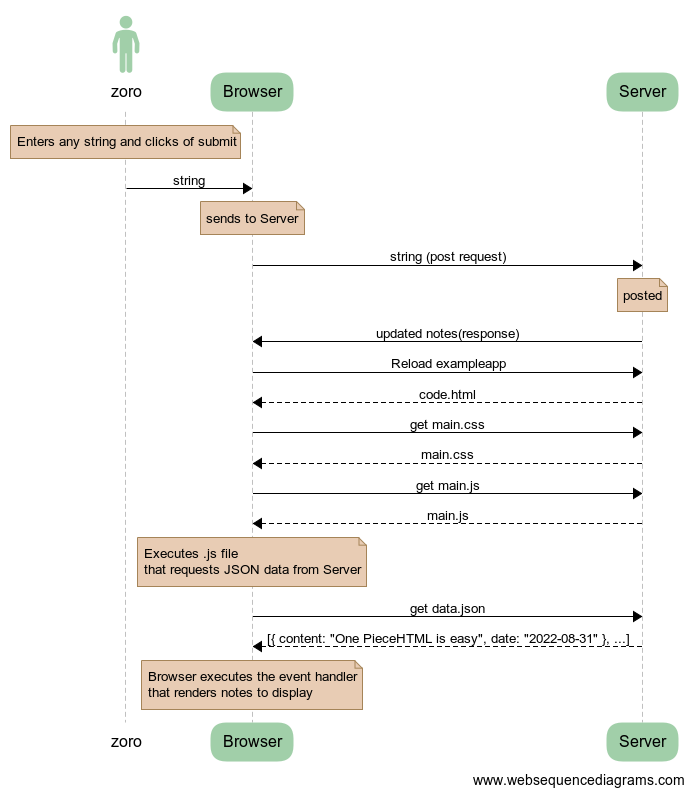 zoro
Browser
Server
Enters any string and clicks of submit
string
sends to Server
string (post request)
posted
updated notes(response)
Reload exampleapp
code.html
get main.css
main.css
get main.js
main.js
Executes .js file
that requests JSON data from Server
get data.json
[{ content: "One PieceHTML is easy", date: "2022-08-31" }, ...]
Browser executes the event handler
that renders notes to display
zoro
Browser
Server
www.websequencediagrams.com